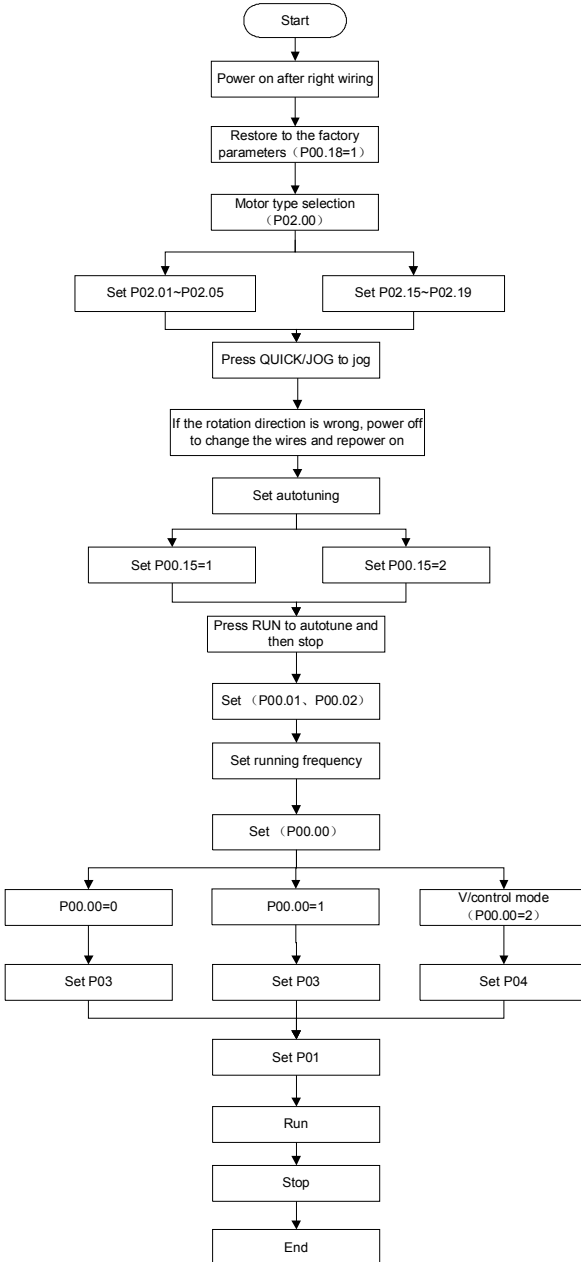 Start
Power on after right wiring
Restore to the factory
parameters（P00.18=1）
Motor type selection
（P02.00）
Set P02.01~P02.05
Set P02.15~P02.19
Press QUICK/JOG to jog
If the rotation direction is wrong, power off
to change the wires and repower on
Set autotuning
Set P00.15=1
Set P00.15=2
Press RUN to autotune and
then stop
Set （P00.01、P00.02）
Set running frequency
Set （P00.00）
P00.00=0
P00.00=1
V/control mode
（P00.00=2）
Set P03
Set P03
Set P04
Set P01
Run
Stop
End